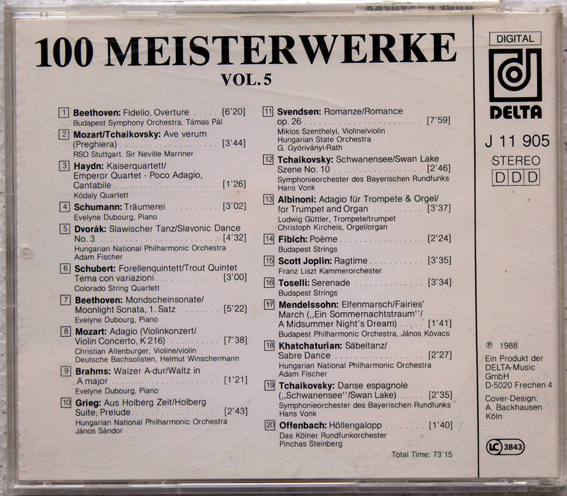 100 MEISTERWERKE
VOL.5
1 Beethoven: Fidelio, Overture [6'20]
Budapest Symphony Orchestra, Támas Pál
2 Mozart/Tchaikovsky: Ave verum
(Preghiera) [3'44]
RSO Stuttgart, Sir Neville Marriner
3 Haydn: Kaiserquartett/
Emperor Quartet - Poco Adagio,
Cantabile [1'26]
Kódaly Quartett
4 Schumann: Träumerei [3'02]
Evelyne Dubourg, Piano
5 Dvorák: Slawischer Tanz/Slavonic Dance
No. 3 [4'32]
Hungarian National Philharmonic Orchestra
Adam Fischer
6 Schubert: Forellenquintett/Trout Quintet
Tema con variazioni [3'00]
Colorado String Quartet
7 Beethoven: Mondscheinsonate/
Moonlight Sonata, 1. Satz [5'22]
Evelyne Dubourg, Piano
8 Mozart: Adagio (Violinkonzert/
Violin Concerto, K 216) [7'38]
Christian Altenburger, Violine/violin
Deutsche Bachsolisten, Helmut Winschermann
9 Brahms: Walzer A-dur/Waltz in
A major [1'21]
Evelyne Dubourg, Piano
10 Grieg: Aus Holberg Zeit/Holberg
Suite, Prelude [2'43]
Hungarian National Philharmonic Orchestra
János Sándor
11 Svendsen: Romanze/Romance
op. 26 [7'59]
Miklos Szenthelyi, Violine/violin
Hungarian State Orchestra
G. Győriványi-Rath
12 Tchaikovsky: Schwanensee/Swan Lake
Szene No. 10 [2'46]
Symphonieorchester des Bayerischen Rundfunks
Hans Vonk
13 Albinoni: Adagio für Trompete & Orgel/
for Trumpet and Organ [3'37]
Ludwig Güttler, Trompete/trumpet
Christoph Kircheis, Orgel/organ
14 Fibich: Poème [2'24]
Budapest Strings
15 Scott Joplin: Ragtime [3'35]
Franz Liszt Kammerorchester
16 Toselli: Serenade [3'34]
Budapest Strings
17 Mendelssohn: Elfenmarsch/Fairies'
March („Ein Sommernachtstraum"/
A Midsummer Night's Dream) [1'41]
Budapest Philharmonic Orchestra, János Kóvacs
18 Khatchaturian: Säbeltanz/
Sabre Dance [2'27]
Hungarian National Philharmonic Orchestra
Adam Fischer
19 Tchaikovsky: Danse espagnole
(„Schwanensee"/Swan Lake) [2'35]
Symphonieorchester des Bayerischen Rundfunks
Hans Vonk
20 Offenbach: Höllengalopp [1'40]
Das Kölner Rundfunkorchester
Pinchas Steinberg
Total Time: 73'15
DIGITAL
DELTA
J 11 905
STEREO
DDD
℗ 1988
Ein Produkt der
DELTA-Music
GmbH
D-5020 Frechen 4
Cover-Design:
A. Backhausen
Köln
LC 3843